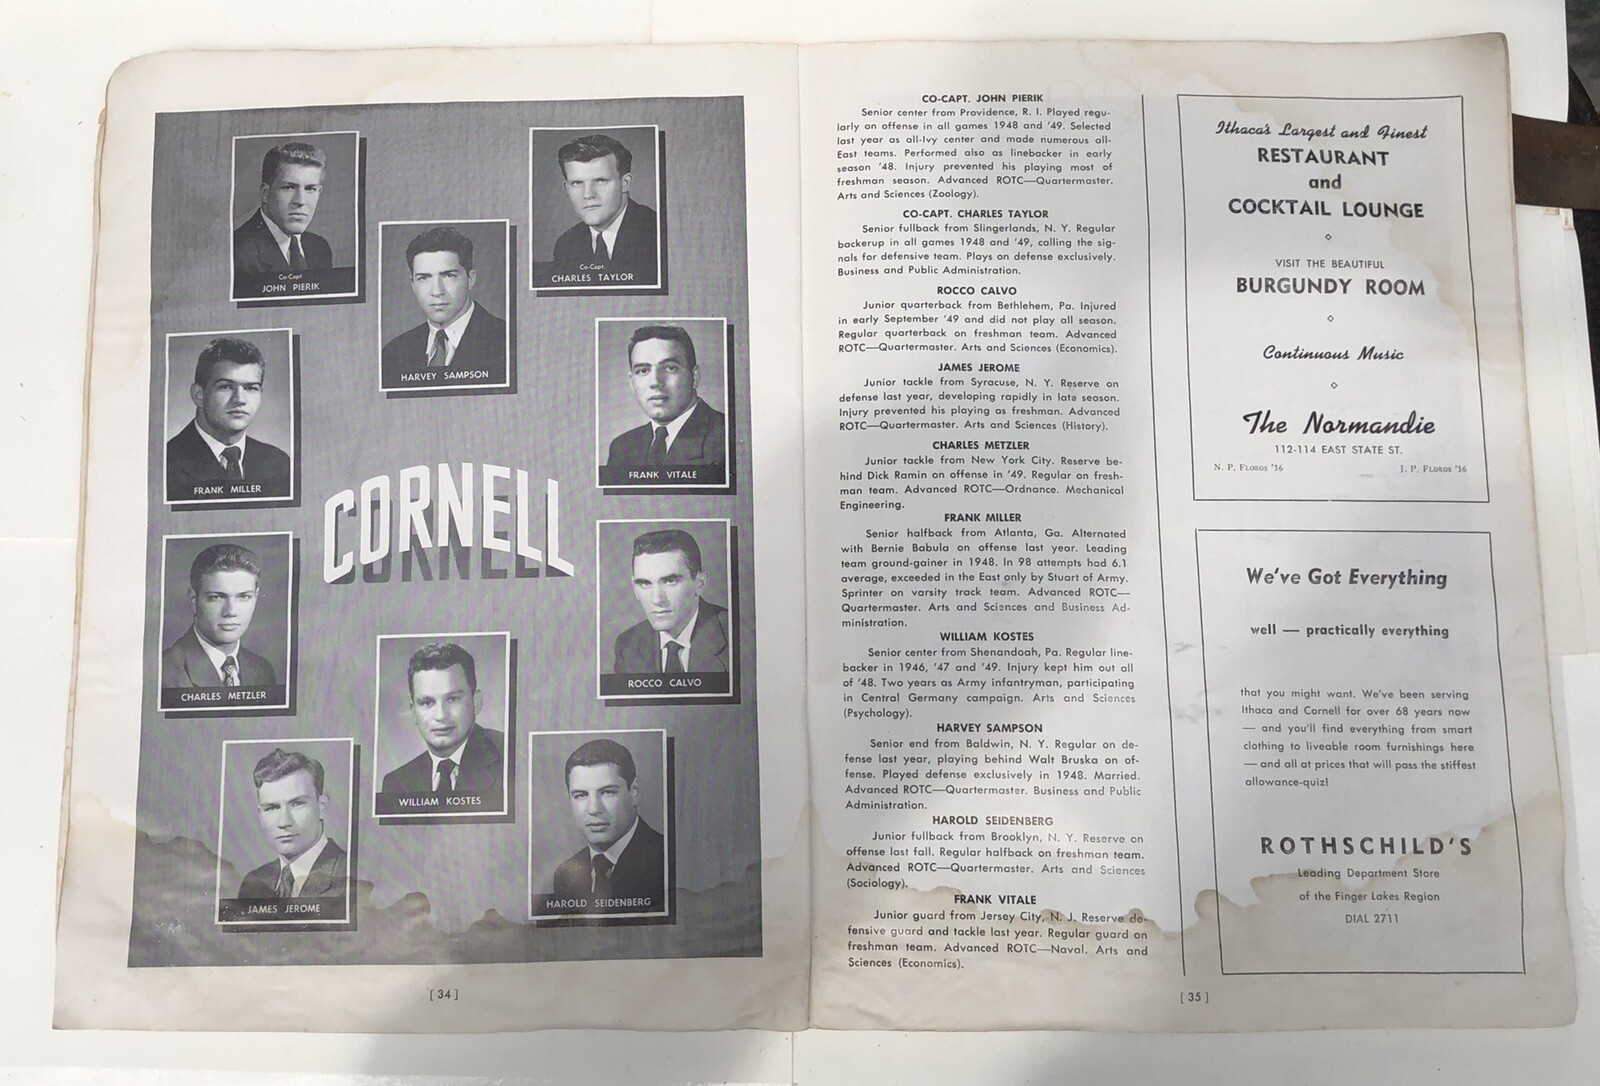 Co-Capt
JOHN PIERIK
Co-Capt.
CHARLES TAYLOR
HARVEY SAMPSON
FRANK MILLER
FRANK VITALE
CORNELL
CHARLES METZLER
ROCCO CALVO
WILLIAM KOSTES
JAMES JEROME
HAROLD SEIDENBERG
[ 34 ]
CO-CAPT. JOHN PIERIK
Senior center from Providence, R. I. Played regu-
larly on offense in all games 1948 and '49. Selected
last year as all-Ivy center and made numerous all-
East teams. Performed also as linebacker in early
season '48. Injury prevented his playing most of
freshman season. Advanced ROTC—Quartermaster.
Arts and Sciences (Zoology).
CO-CAPT. CHARLES TAYLOR
Senior fullback from Slingerlands, N. Y. Regular
backerup in all games 1948 and '49, calling the sig-
nals for defensive team. Plays on defense exclusively.
Business and Public Administration.
ROCCO CALVO
Junior quarterback from Bethlehem, Pa. Injured
in early September '49 and did not play all season.
Regular quarterback on freshman team. Advanced
ROTC—Quartermaster. Arts and Sciences (Economics).
JAMES JEROME
Junior tackle from Syracuse, N. Y. Reserve on
defense last year, developing rapidly in late season.
Injury prevented his playing as freshman. Advanced
ROTC—Quartermaster. Arts and Sciences (History).
CHARLES METZLER
Junior tackle from New York City. Reserve be-
hind Dick Ramin on offense in '49. Regular on fresh-
man team. Advanced ROTC—Ordnance. Mechanical
Engineering.
FRANK MILLER
Senior halfback from Atlanta, Ga. Alternated
with Bernie Babula on offense last year. Leading
team ground-gainer in 1948. In 98 attempts had 6.1
average, exceeded in the East only by Stuart of Army.
Sprinter on varsity track team. Advanced ROTC—
Quartermaster. Arts and Sciences and Business Ad-
ministration.
WILLIAM KOSTES
Senior center from Shenandoah, Pa. Regular line-
backer in 1946, '47 and '49. Injury kept him out all
of '48. Two years as Army infantryman, participating
in Central Germany campaign. Arts and Sciences
(Psychology).
HARVEY SAMPSON
Senior end from Baldwin, N. Y. Regular on de-
fense last year, playing behind Walt Bruska on of-
fense. Played defense exclusively in 1948. Married.
Advanced ROTC—Quartermaster. Business and Public
Administration.
HAROLD SEIDENBERG
Junior fullback from Brooklyn, N. Y. Reserve on
offense last fall. Regular halfback on freshman team.
Advanced ROTC—Quartermaster. Arts and Sciences
(Sociology).
FRANK VITALE
Junior guard from Jersey City, N. J. Reserve de-
fensive guard and tackle last year. Regular guard on
freshman team. Advanced ROTC—Naval. Arts and
Sciences (Economics).
Ithaca's Largest and Finest
RESTAURANT
and
COCKTAIL LOUNGE
VISIT THE BEAUTIFUL
BURGUNDY ROOM
Continuous Music
The Normandie
112-114 EAST STATE ST.
N. P. Floros '36 J. P. Floros '36
We've Got Everything
well — practically everything
that you might want. We've been serving
Ithaca and Cornell for over 68 years now
— and you'll find everything from smart
clothing to liveable room furnishings here
— and all at prices that will pass the stiffest
allowance-quiz!
ROTHSCHILD'S
Leading Department Store
of the Finger Lakes Region
DIAL 2711
[ 35 ]